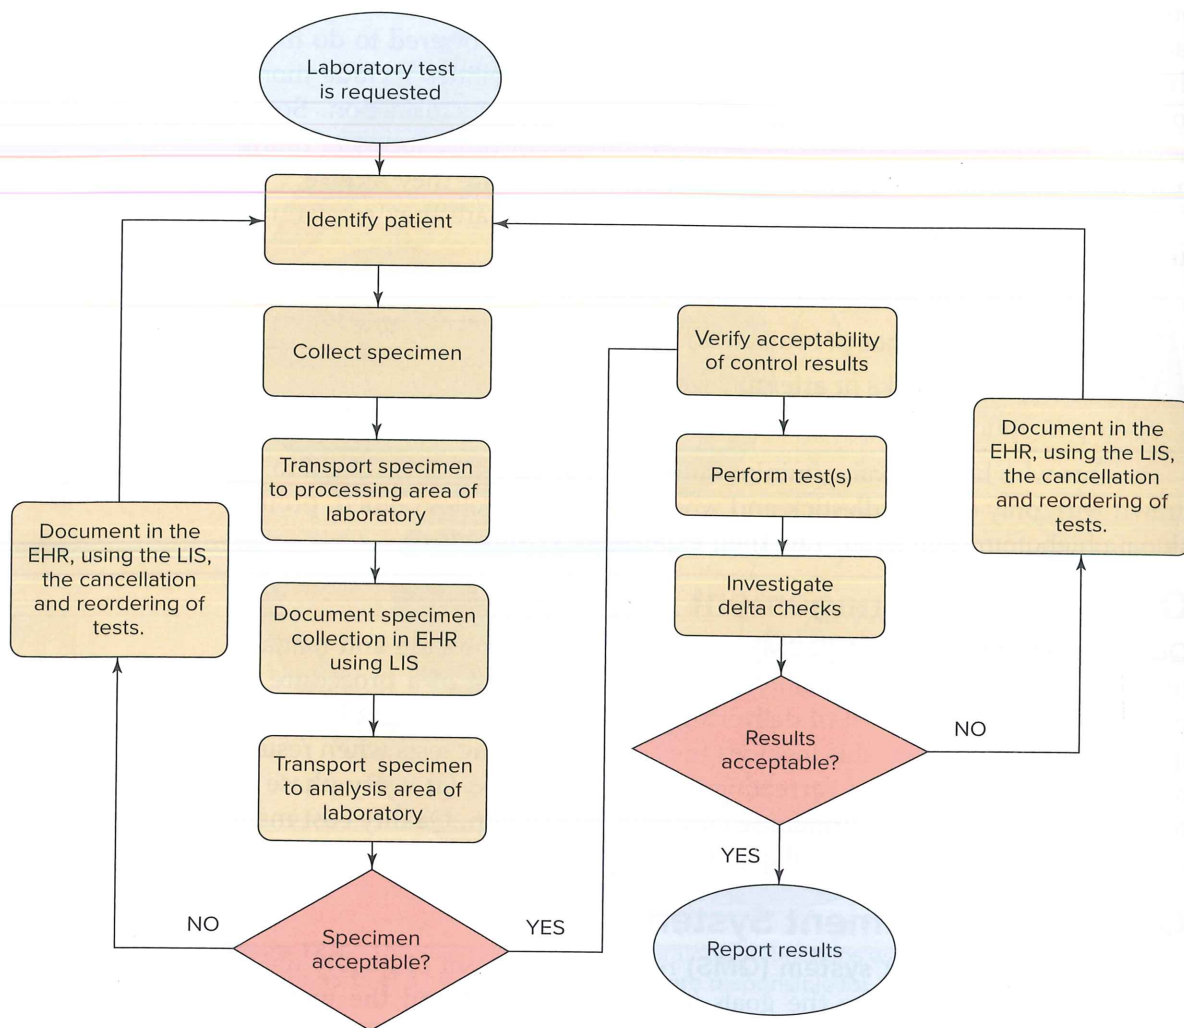 Laboratory test
is requested
Identify patient
Collect specimen
Transport specimen
to processing area of
laboratory
Document specimen
collection in EHR
using LIS
Transport specimen
to analysis area of
laboratory
Specimen
acceptable?
NO
YES
Document in the
EHR, using the LIS,
the cancellation
and reordering of
tests.
Verify acceptability
of control results
Perform test(s)
Investigate
delta checks
Results
acceptable?
NO
YES
Document in the
EHR, using the LIS,
the cancellation
and reordering of
tests.
Report results